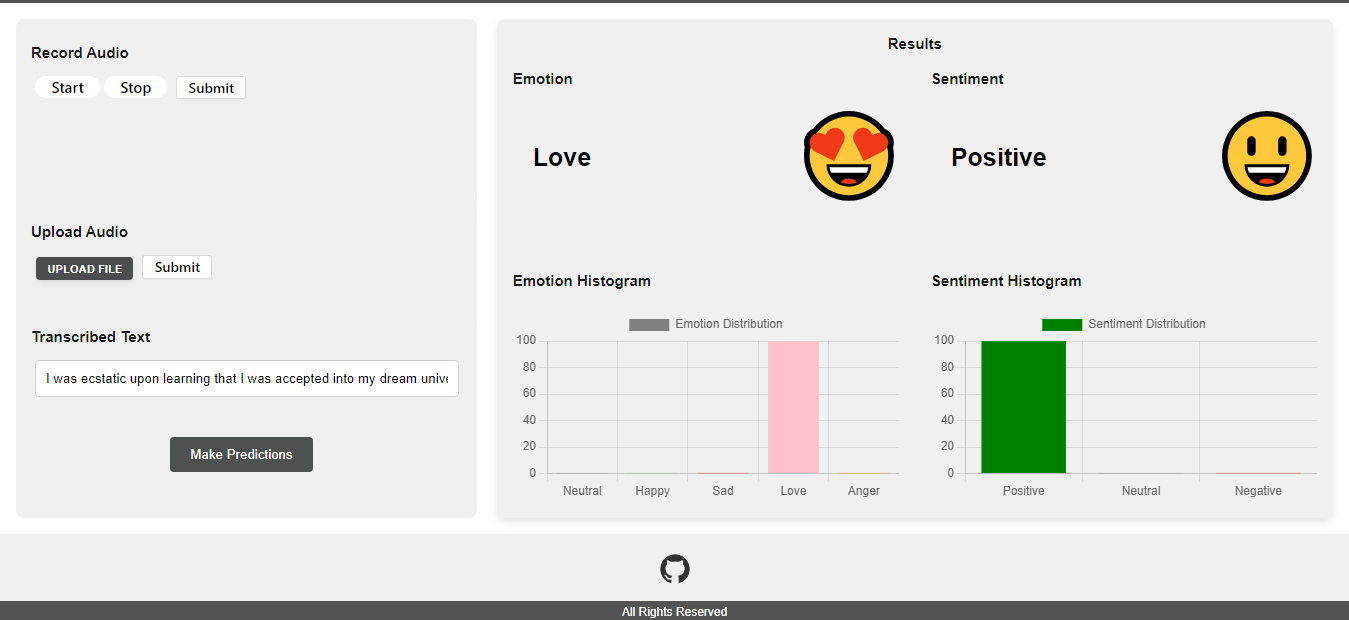 Record Audio
Start Stop Submit
Upload Audio
UPLOAD FILE Submit
Transcribed Text
I was ecstatic upon learning that I was accepted into my dream unive
Make Predictions
Results
Emotion
Love
Sentiment
Positive
Emotion Histogram
Emotion Distribution
100
80
60
40
20
0
Neutral Happy Sad Love Anger
Sentiment Histogram
Sentiment Distribution
100
80
60
40
20
0
Positive Neutral Negative
All Rights Reserved